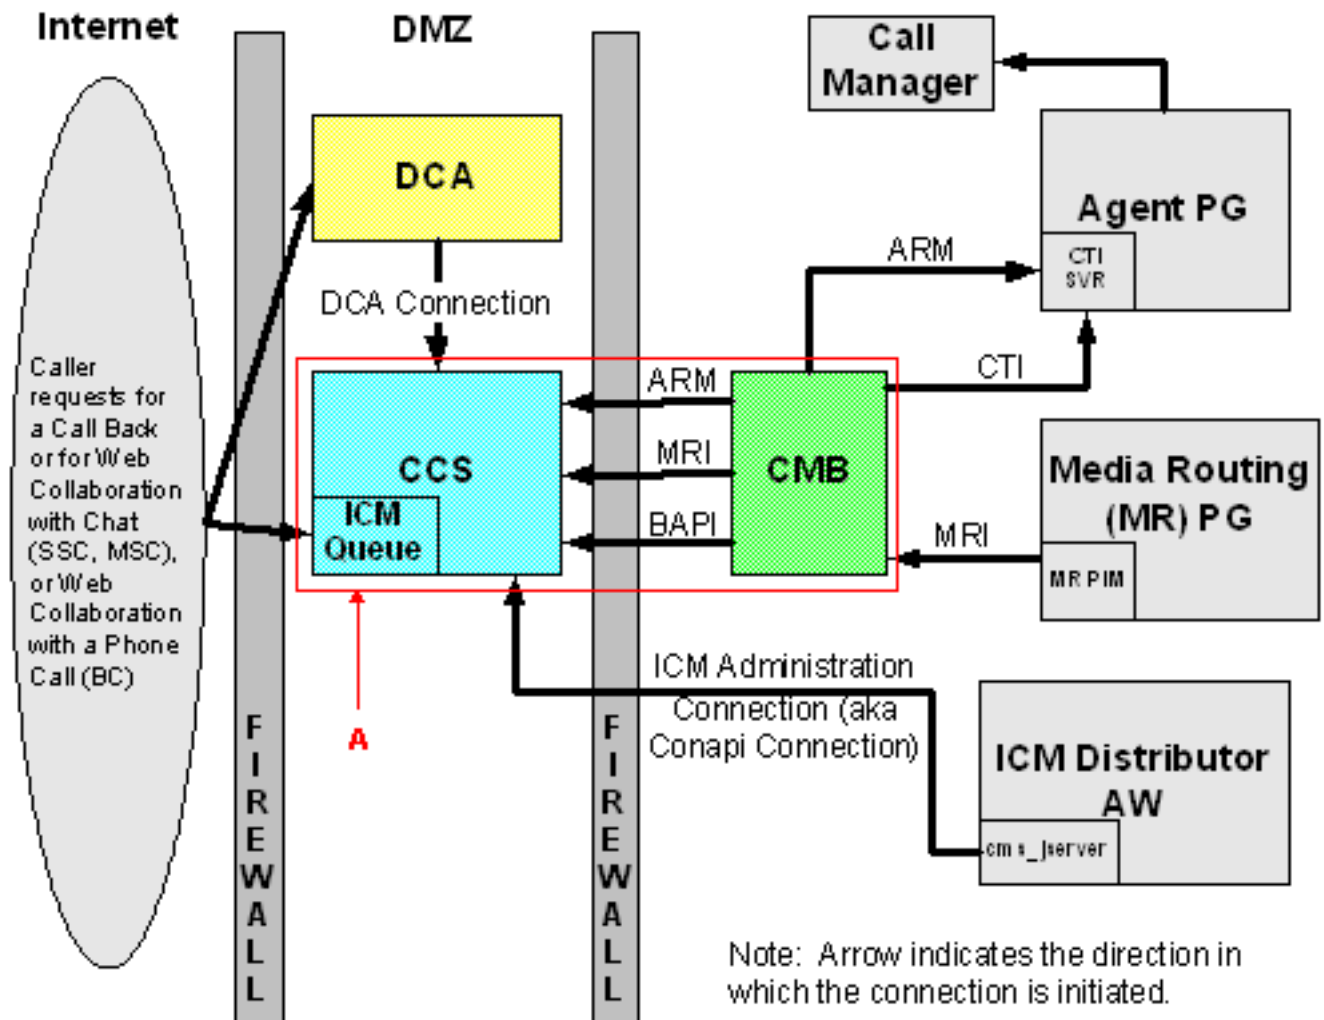 Internet
DMZ
Call
Manager
DCA
Agent PG
CTI
SVR
ARM
DCA Connection
Caller
requests for
a Call Back
or for Web
Collaboration
with Chat
(SSC, MSC),
or Web
Collaboration
with a Phone
Call (BC)
CCS
ICM
Queue
ARM
MRI
BAPI
CMB
CTI
Media Routing
(MR) PG
MR PIM
MRI
ICM Administration
Connection (aka
Conapi Connection)
A
FIREWALL
FIREWALL
ICM Distributor
AW
cms_jserver
Note: Arrow indicates the direction in
which the connection is initiated.